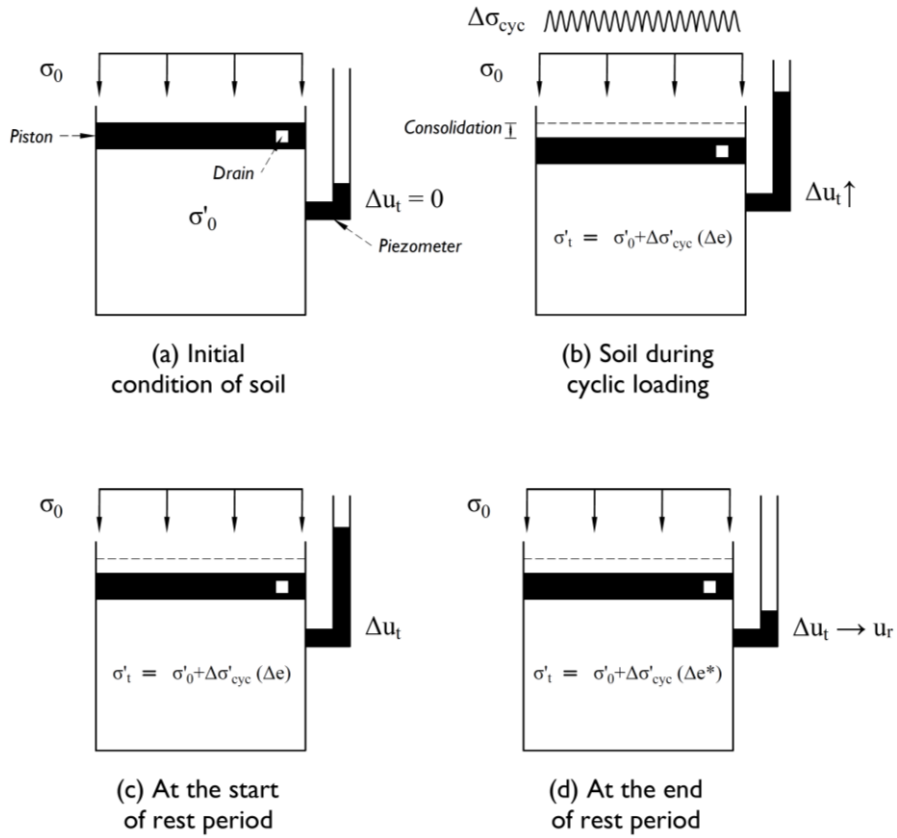 Δσcyc
σ0
σ0
Piston
Consolidation
Drain
Δut = 0
Δut↑
σ'0
Piezometer
σ't = σ'0+Δσ'cyc (Δe)
(a) Initial
condition of soil
(b) Soil during
cyclic loading
σ0
σ0
Δut
Δut → ur
σ't = σ'0+Δσ'cyc (Δe)
σ't = σ'0+Δσ'cyc (Δe*)
(c) At the start
of rest period
(d) At the end
of rest period